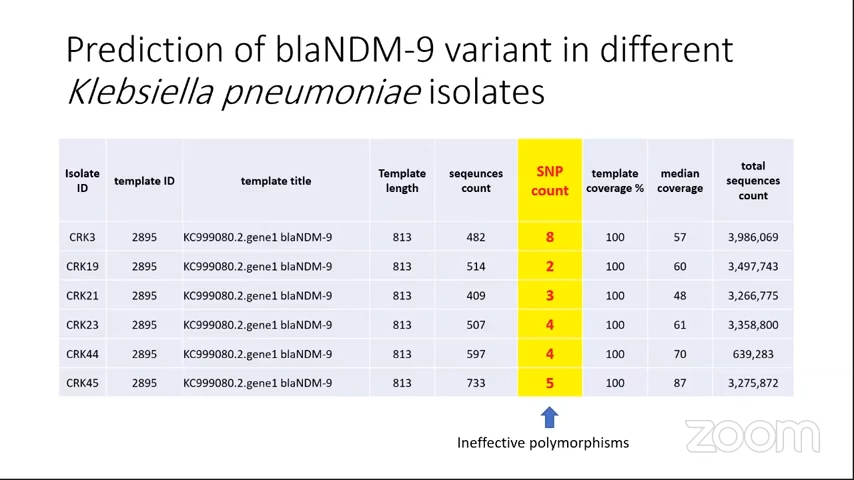 Prediction of blaNDM-9 variant in different
Klebsiella pneumoniae isolates
Isolate ID template ID template title Template length seqeunces count SNP count template coverage % median coverage total sequences count
CRK3 2895 KC999080.2.gene1 blaNDM-9 813 482 8 100 57 3,986,069
CRK19 2895 KC999080.2.gene1 blaNDM-9 813 514 2 100 60 3,497,743
CRK21 2895 KC999080.2.gene1 blaNDM-9 813 409 3 100 48 3,266,775
CRK23 2895 KC999080.2.gene1 blaNDM-9 813 507 4 100 61 3,358,800
CRK44 2895 KC999080.2.gene1 blaNDM-9 813 597 4 100 70 639,283
CRK45 2895 KC999080.2.gene1 blaNDM-9 813 733 5 100 87 3,275,872
Ineffective polymorphisms
zoom